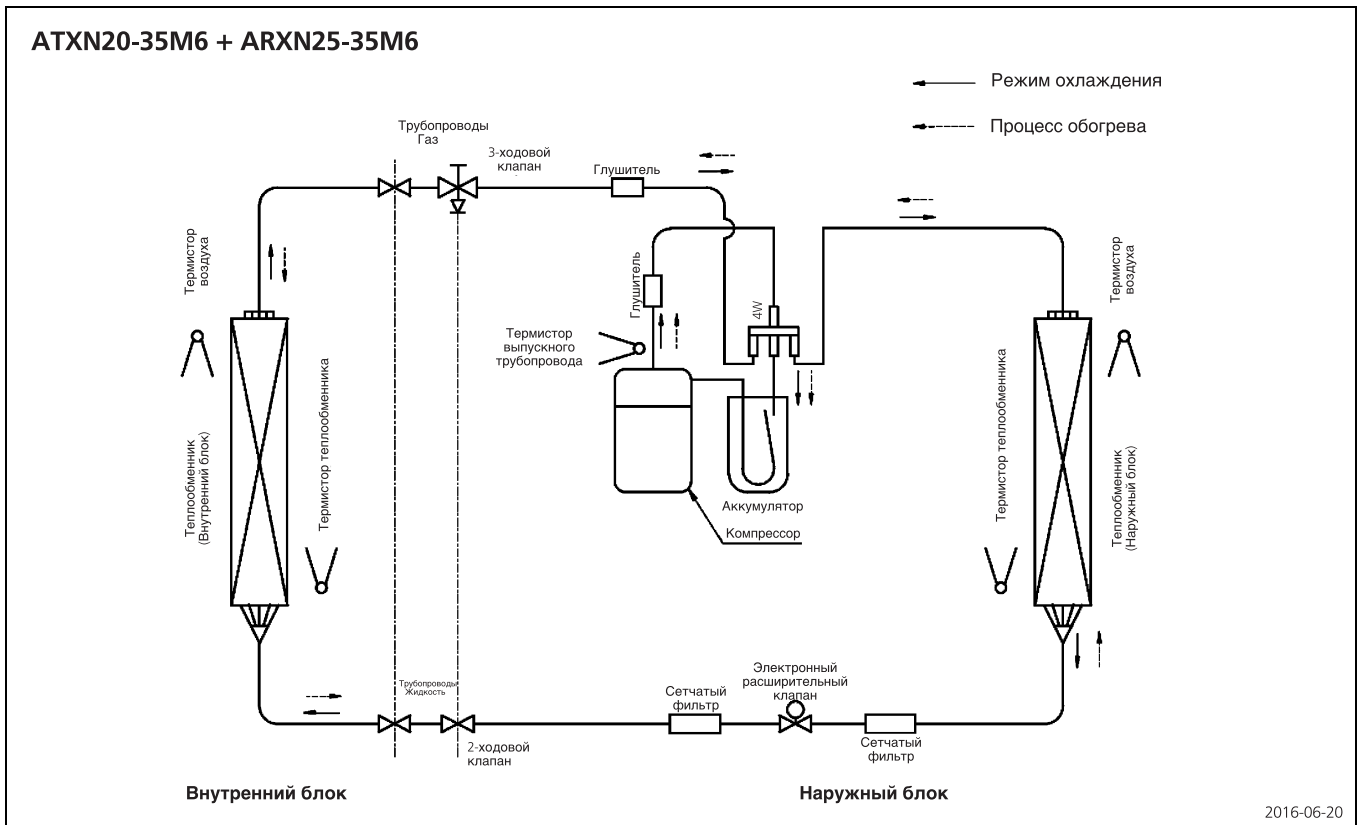 ATXN20-35M6 + ARXN25-35M6
Режим охлаждения
Процесс обогрева
Трубопроводы
Газ
3-ходовой
клапан
Глушитель
Термистор
воздуха
Глушитель
4W
Термистор
воздуха
Термистор
выпускного
трубопровода
Термистор теплообменника
Теплообменник
(Внутренний блок)
Аккумулятор
Компрессор
Термистор теплообменника
Теплообменник
(Наружный блок)
Трубопроводы
Жидкость
2-ходовой
клапан
Сетчатый
фильтр
Электронный
расширительный
клапан
Сетчатый
фильтр
Внутренний блок
Наружный блок
2016-06-20